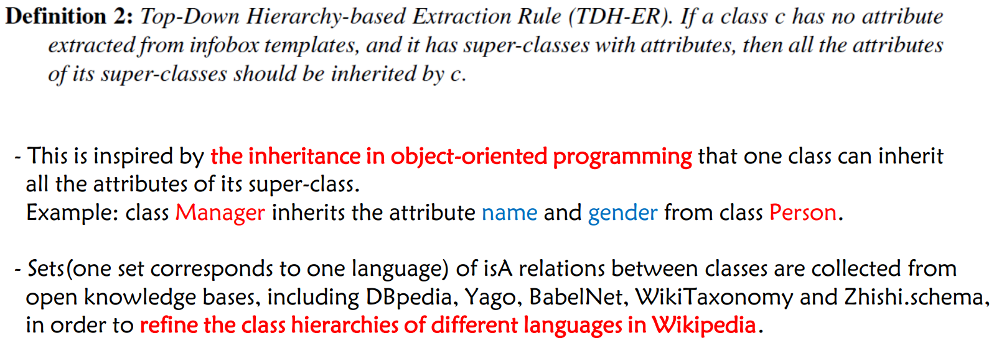 Definition 2: Top-Down Hierarchy-based Extraction Rule (TDH-ER). If a class c has no attribute
extracted from infobox templates, and it has super-classes with attributes, then all the attributes
of its super-classes should be inherited by c.
- This is inspired by the inheritance in object-oriented programming that one class can inherit
all the attributes of its super-class.
Example: class Manager inherits the attribute name and gender from class Person.
- Sets(one set corresponds to one language) of isA relations between classes are collected from
open knowledge bases, including DBpedia, Yago, BabelNet, WikiTaxonomy and Zhishi.schema,
in order to refine the class hierarchies of different languages in Wikipedia.